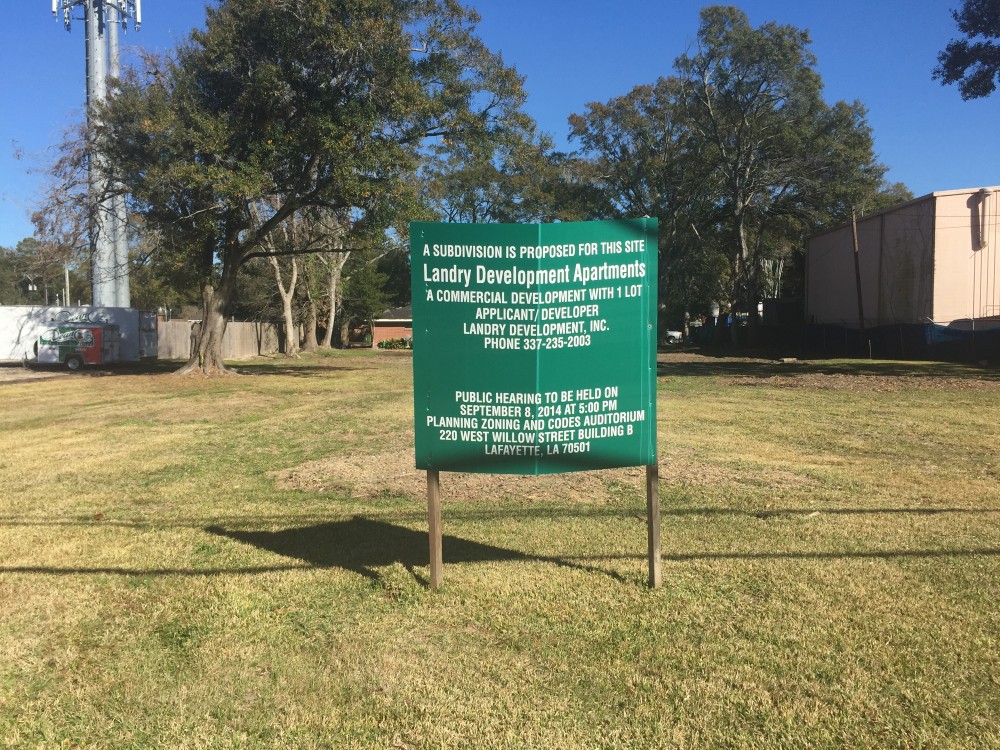 A SUBDIVISION IS PROPOSED FOR THIS SITE
Landry Development Apartments
A COMMERCIAL DEVELOPMENT WITH 1 LOT
APPLICANT/ DEVELOPER
LANDRY DEVELOPMENT, INC.
PHONE 337-235-2003
PUBLIC HEARING TO BE HELD ON
SEPTEMBER 8, 2014 AT 5:00 PM
PLANNING ZONING AND CODES AUDITORIUM
220 WEST WILLOW STREET BUILDING B
LAFAYETTE, LA 70501